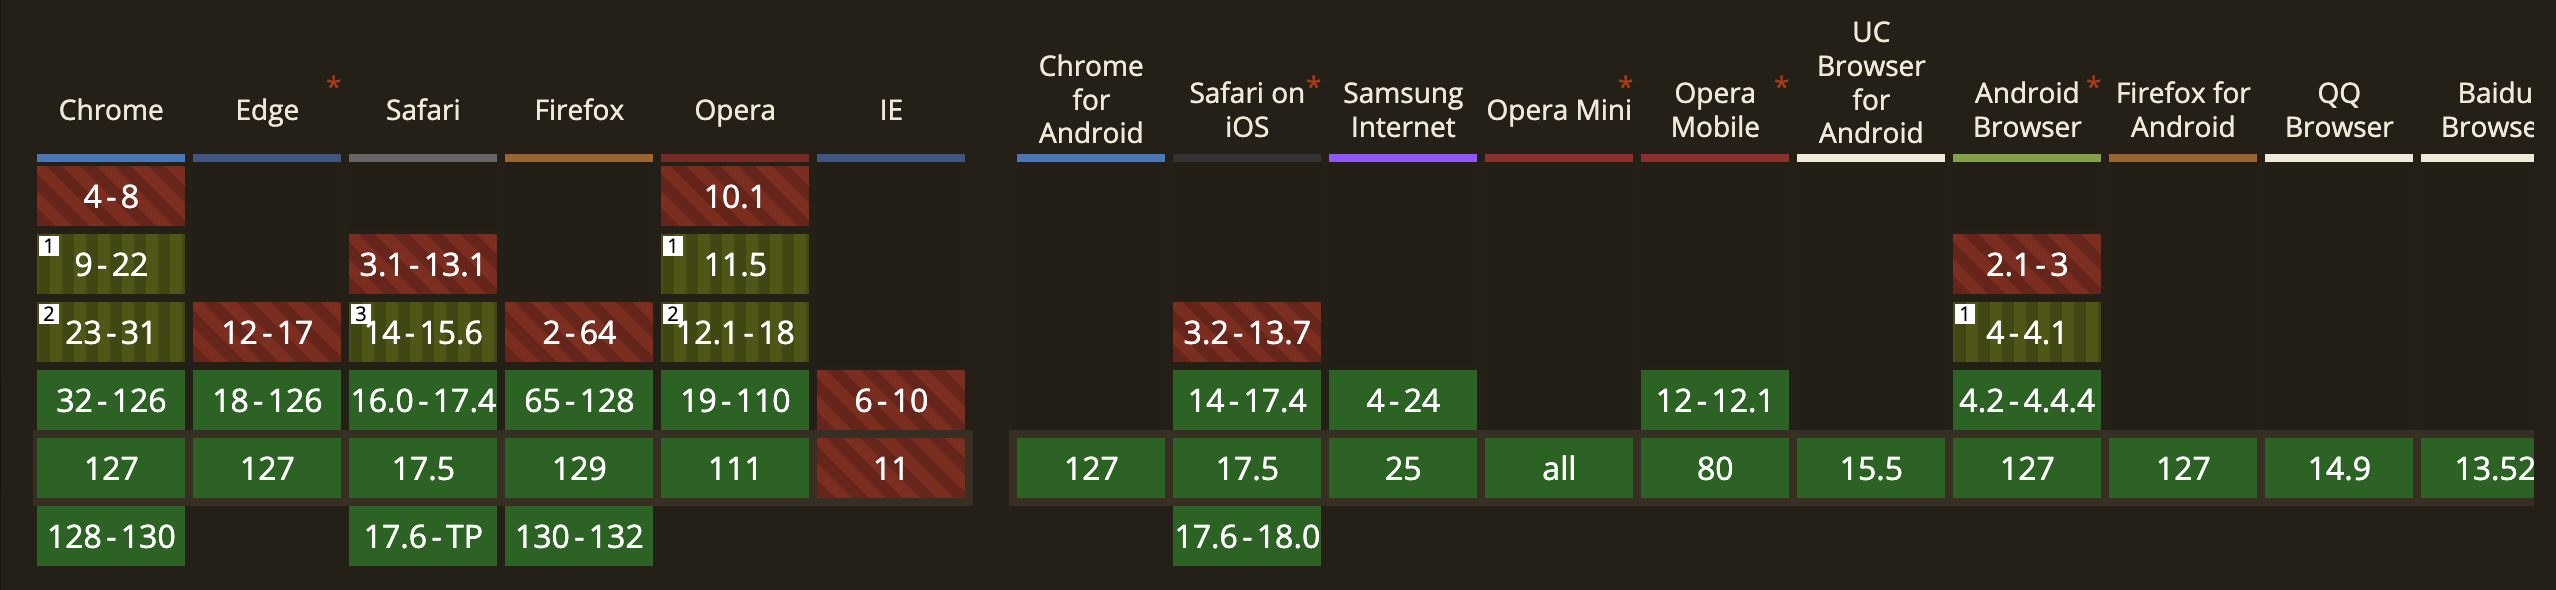 Chrome
Edge *
Safari
Firefox
Opera
IE
Chrome
for
Android
Safari on *
iOS
Samsung
Internet
Opera Mini *
Opera *
Mobile
UC
Browser
for
Android
Android *
Browser
Firefox for
Android
QQ
Browser
Baidu
Browse
4-8 10.1
1 9-22 3.1-13.1 1 11.5 2.1-3
2 23-31 12-17 3 14-15.6 2-64 2 12.1-18 3.2-13.7 1 4-4.1
32-126 18-126 16.0-17.4 65-128 19-110 6-10 14-17.4 4-24 12-12.1 4.2-4.4.4
127 127 17.5 129 111 11 127 17.5 25 all 80 15.5 127 127 14.9 13.52
128-130 17.6-TP 130-132 17.6-18.0